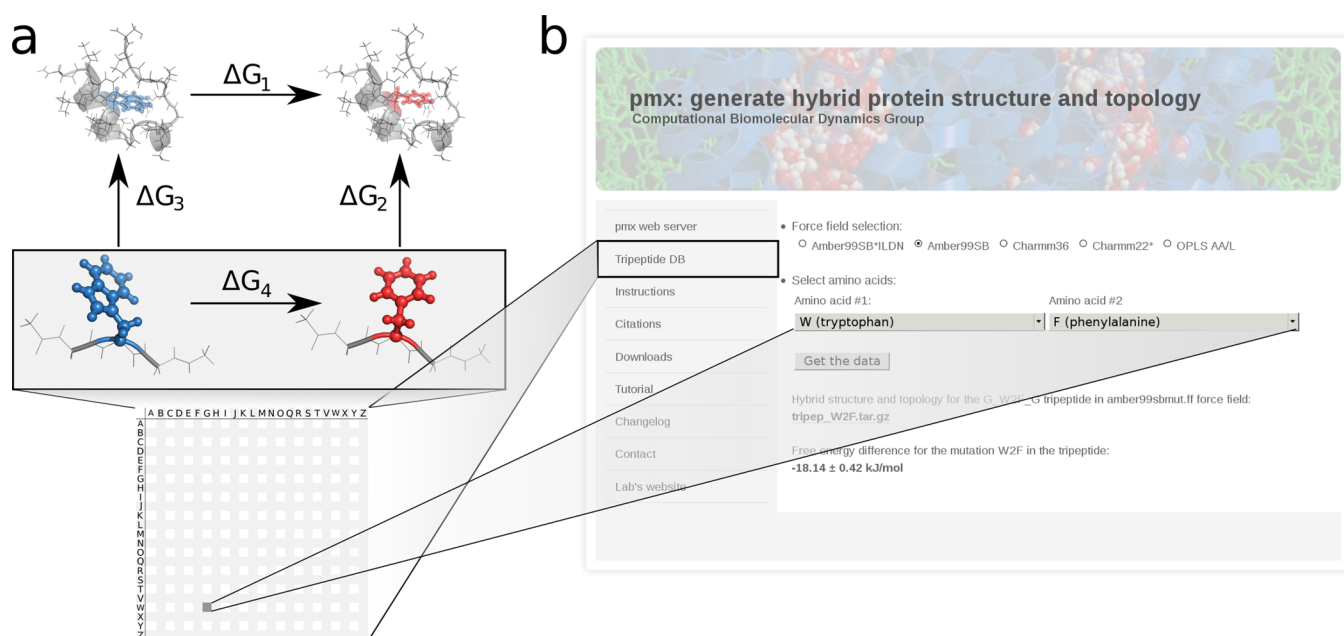 a
ΔG1
ΔG3
ΔG2
ΔG4
A B C D E F G H I J K L M N O Q R S T V W X Y Z
A
B
C
D
E
F
G
H
I
J
K
L
M
N
O
Q
R
S
T
V
W
X
Y
Z
b
pmx: generate hybrid protein structure and topology
Computational Biomolecular Dynamics Group
pmx web server
Tripeptide DB
Instructions
Citations
Downloads
Tutorial
Changelog
Contact
Lab's website
Force field selection:
Amber99SB*ILDN Amber99SB Charmm36 Charmm22* OPLS AA/L
Select amino acids:
Amino acid #1: Amino acid #2
W (tryptophan) F (phenylalanine)
Get the data
Hybrid structure and topology for the G_W2F_G tripeptide in amber99sbmut.ff force field:
tripep_W2F.tar.gz
Free energy difference for the mutation W2F in the tripeptide:
-18.14 ± 0.42 kJ/mol